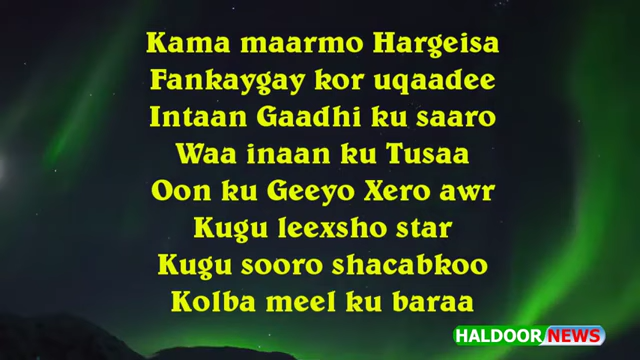 Kama maarmo Hargeisa
Fankaygay kor uqaadee
Intaan Gaadhi ku saaro
Waa inaan ku Tusaa
Oon ku Geeyo Xero awr
Kugu leexsho star
Kugu sooro shacabkoo
Kolba meel ku baraa
HALDOOR NEWS